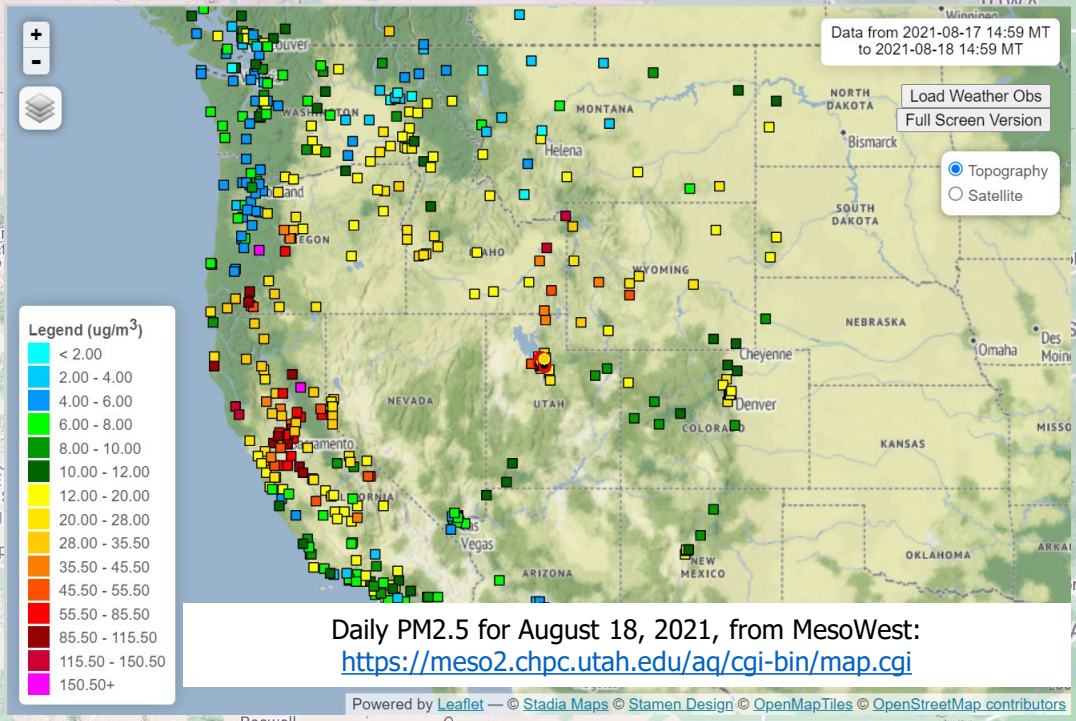 +
-
Data from 2021-08-17 14:59 MT
to 2021-08-18 14:59 MT
Load Weather Obs
Full Screen Version
Topography
Satellite
Winnipeg
WASHINGTON
MONTANA
NORTH
DAKOTA
Bismarck
Helena
SOUTH
DAKOTA
WYOMING
NEBRASKA
Omaha
Des
Moin
Cheyenne
NEVADA
UTAH
Denver
COLORADO
KANSAS
MISSO
Vegas
ARIZONA
NEW
MEXICO
OKLAHOMA
ARKA
Legend (ug/m³)
< 2.00
2.00 - 4.00
4.00 - 6.00
6.00 - 8.00
8.00 - 10.00
10.00 - 12.00
12.00 - 20.00
20.00 - 28.00
28.00 - 35.50
35.50 - 45.50
45.50 - 55.50
55.50 - 85.50
85.50 - 115.50
115.50 - 150.50
150.50+
Daily PM2.5 for August 18, 2021, from MesoWest:
https://meso2.chpc.utah.edu/aq/cgi-bin/map.cgi
Powered by Leaflet — © Stadia Maps © Stamen Design © OpenMapTiles © OpenStreetMap contributors